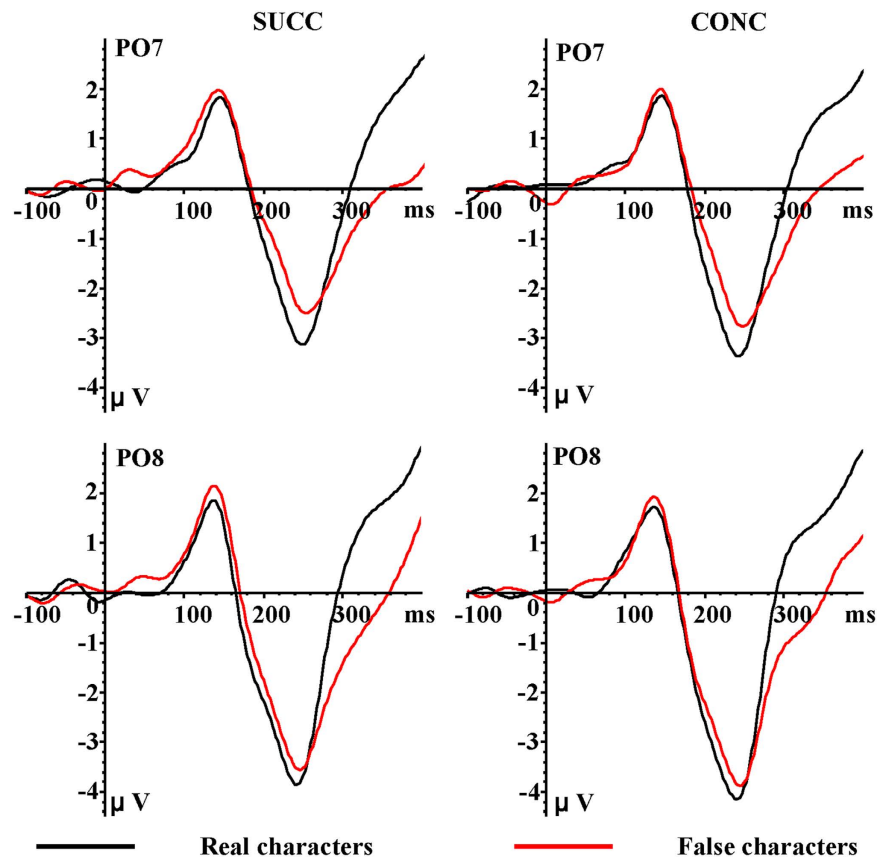 SUCC CONC
PO7 PO7
2 2
1 1
-100 0 100 200 300 ms -100 0 100 200 300 ms
-1 -1
-2 -2
-3 -3
-4 μ V -4 μ V
PO8 PO8
2 2
1 1
-100 0 100 200 300 ms -100 0 100 200 300 ms
-1 -1
-2 -2
-3 -3
-4 μ V -4 μ V
Real characters False characters